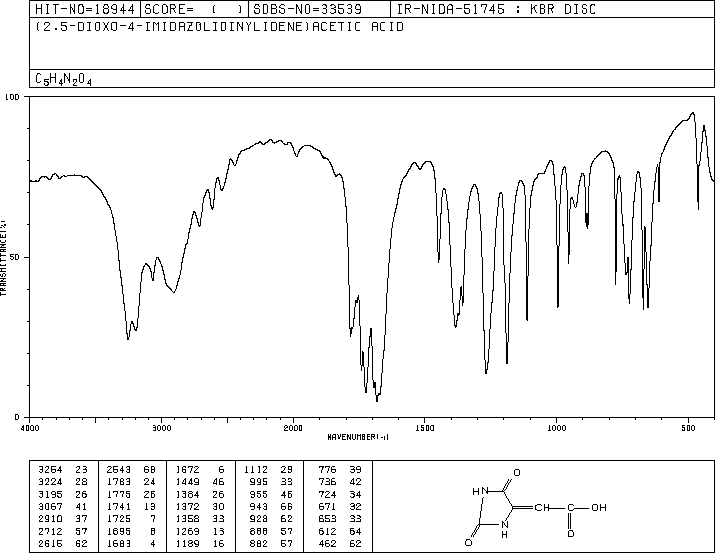 HIT-NO=18944 SCORE= ( ) SDBS-NO=33539 IR-NIDA-51745 : KBR DISC
(2,5-DIOXO-4-IMIDAZOLIDINYLIDENE)ACETIC ACID
C5H4N2O4
100
50
0
TRANSMITTANCE(%)
4000 3000 2000 1500 1000 500
WAVENUMBER(-1)
3254 23 2543 68 1672 6 1112 29 776 39
3224 28 1783 24 1449 46 995 33 736 42
3195 26 1775 26 1384 26 955 46 724 34
3067 41 1741 13 1372 30 943 66 671 32
2910 37 1725 7 1358 33 928 62 653 33
2712 57 1695 8 1269 13 888 57 612 64
2615 62 1683 4 1189 16 882 57 462 62
O
HN
CH C OH
O NH O